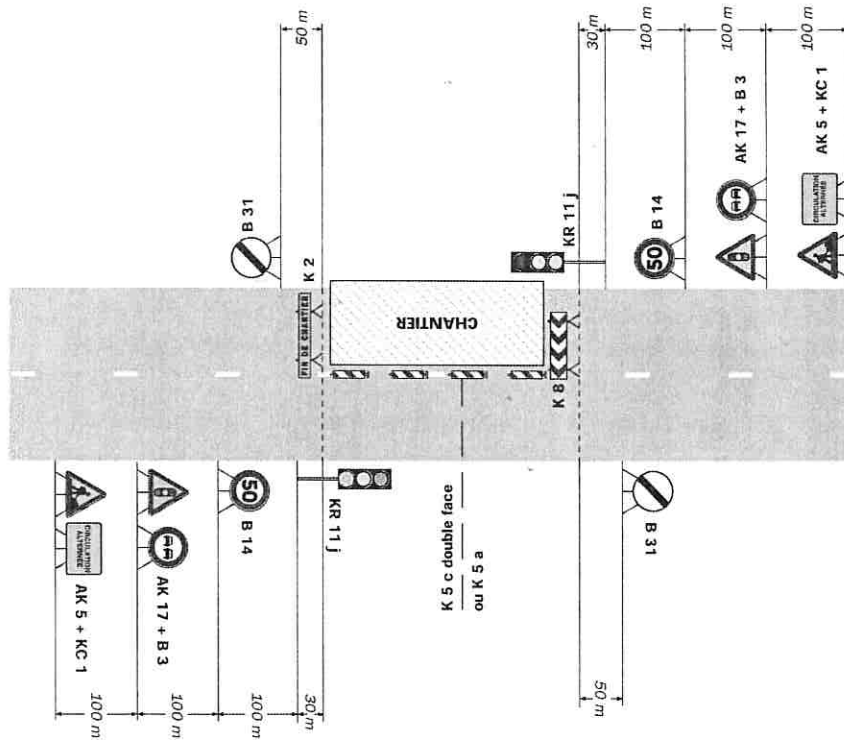 50 m
B 31
K 2
FIN DE CHANTIER
CHANTIER
K 8
KR 11 j
30 m
50
B 14
100 m
AK 17 + B 3
100 m
CIRCULATION
ALTERNÉE
AK 5 + KC 1
100 m
CIRCULATION
ALTERNÉE
AK 5 + KC 1
100 m
AK 17 + B 3
100 m
50
B 14
100 m
KR 11 j
30 m
K 5 c double face
ou K 5 a
B 31
50 m